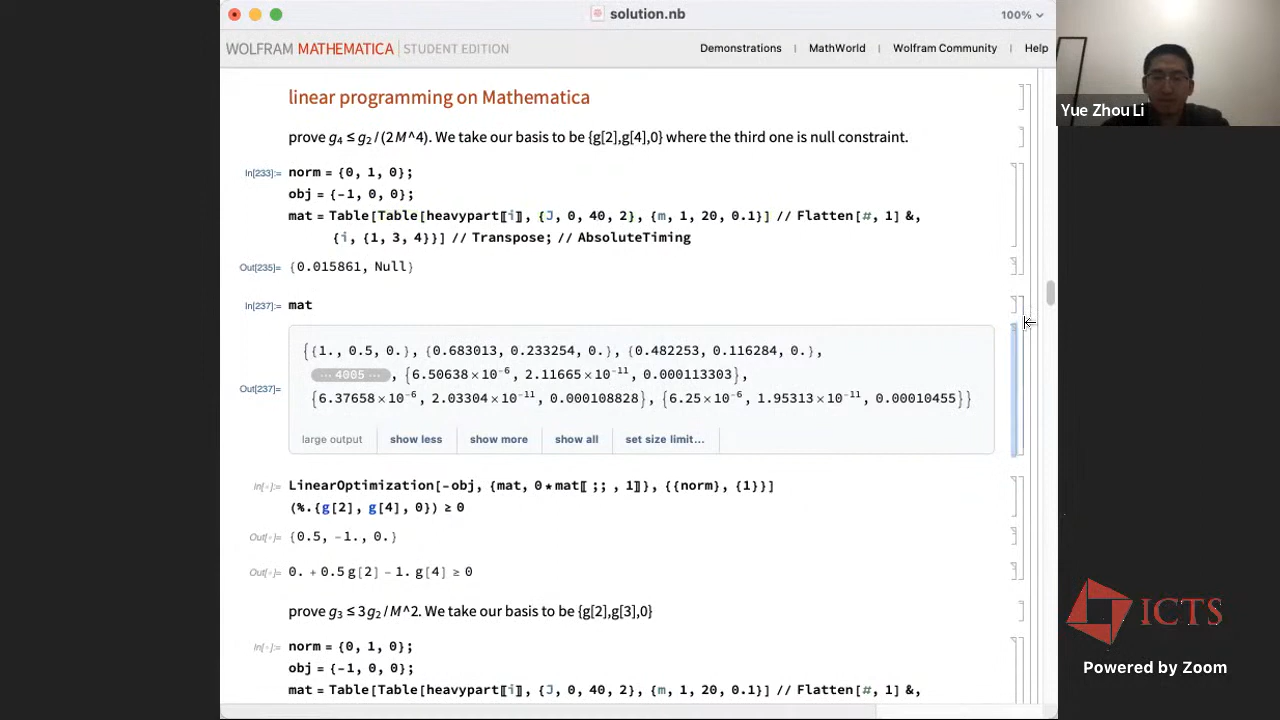 solution.nb
100%
WOLFRAM MATHEMATICA | STUDENT EDITION
Demonstrations | MathWorld | Wolfram Community | Help
Yue Zhou Li
linear programming on Mathematica
prove g₄ ≤ g₂/(2M^4). We take our basis to be {g[2],g[4],0} where the third one is null constraint.
In[233]:= norm = {0, 1, 0};
obj = {-1, 0, 0};
mat = Table[Table[heavypart〚i〛, {J, 0, 40, 2}, {m, 1, 20, 0.1}] // Flatten[#, 1] &,
{i, {1, 3, 4}}] // Transpose; // AbsoluteTiming
Out[235]= {0.015861, Null}
In[237]:= mat
{{1., 0.5, 0.}, {0.683013, 0.233254, 0.}, {0.482253, 0.116284, 0.},
··· 4005 ··· , {6.50638×10⁻⁶, 2.11665×10⁻¹¹, 0.000113303},
Out[237]= {6.37658×10⁻⁶, 2.03304×10⁻¹¹, 0.000108828}, {6.25×10⁻⁶, 1.95313×10⁻¹¹, 0.00010455}}
large output show less show more show all set size limit...
In[◦]:= LinearOptimization[-obj, {mat, 0*mat〚 ;; , 1〛}, {{norm}, {1}}]
(%.{g[2], g[4], 0}) ≥ 0
Out[◦]= {0.5, -1., 0.}
Out[◦]= 0. + 0.5 g[2] - 1. g[4] ≥ 0
prove g₃ ≤ 3g₂/M^2. We take our basis to be {g[2],g[3],0}
In[◦]:= norm = {0, 1, 0};
obj = {-1, 0, 0};
mat = Table[Table[heavypart〚i〛, {J, 0, 40, 2}, {m, 1, 20, 0.1}] // Flatten[#, 1] &,
ICTS
Powered by Zoom